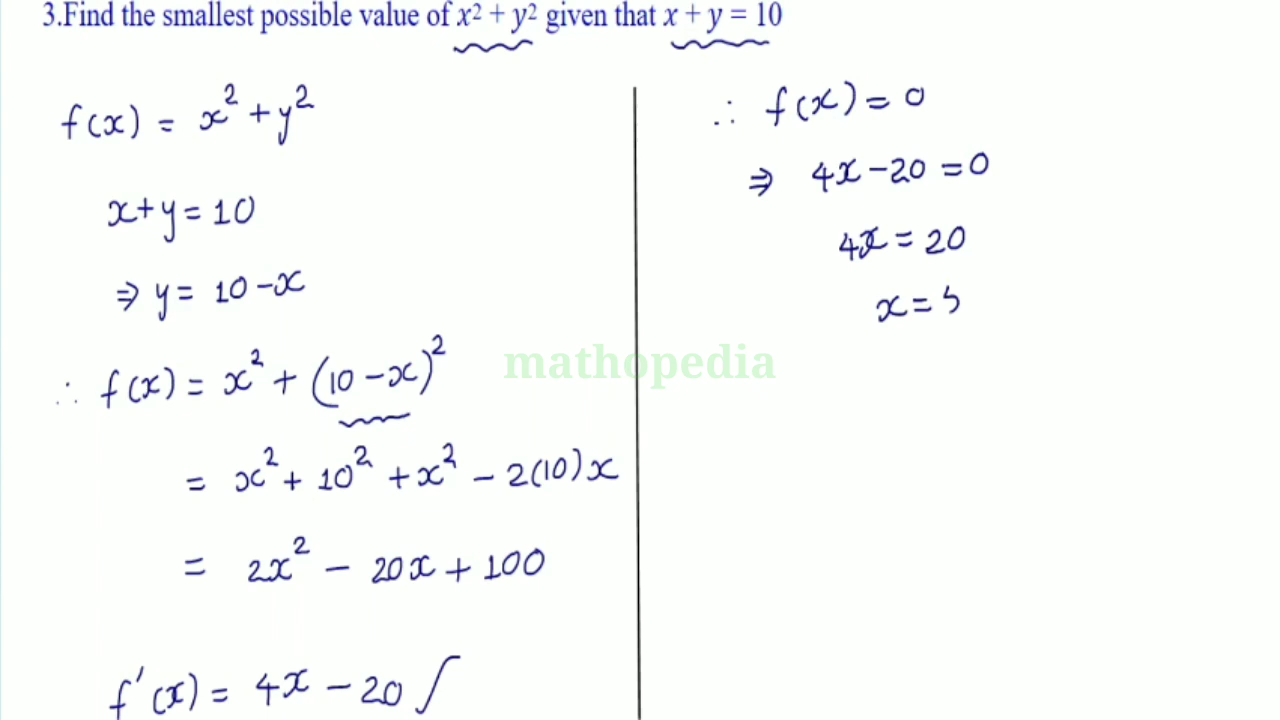 3.Find the smallest possible value of x² + y² given that x + y = 10
f(x) = x² + y²
x+y = 10
⇒ y = 10 - x
∴ f(x) = x² + (10 - x)²
= x² + 10² + x² - 2(10)x
= 2x² - 20x + 100
f'(x) = 4x - 20
∴ f(x) = 0
⇒ 4x - 20 = 0
4x = 20
x = 5
mathopedia